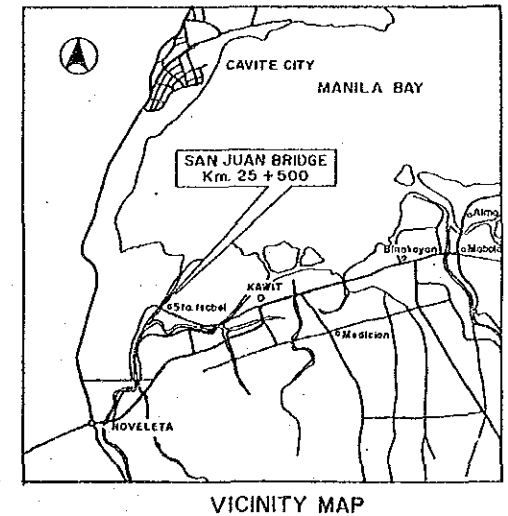 CAVITE CITY
MANILA BAY
SAN JUAN BRIDGE
Km. 25 + 500
Alma
Binakayan
Mabolo
KAWIT
Sta. Isabel
Medicion
NOVELETA
VICINITY MAP